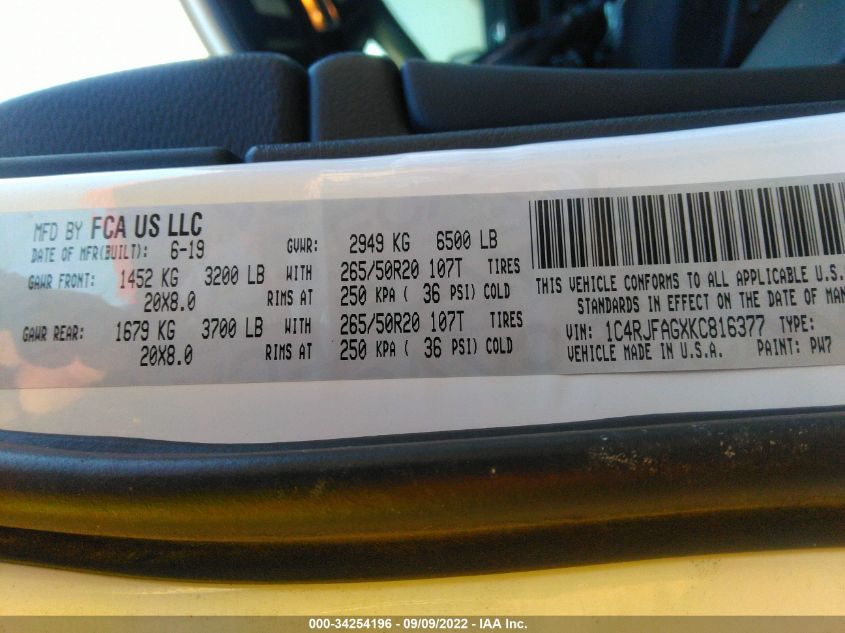 MFD BY FCA US LLC
DATE OF MFR(BUILT): 6-19 GVWR: 2949 KG 6500 LB
GAWR FRONT: 1452 KG 3200 LB WITH 265/50R20 107T TIRES
20X8.0 RIMS AT 250 KPA ( 36 PSI) COLD
GAWR REAR: 1679 KG 3700 LB WITH 265/50R20 107T TIRES
20X8.0 RIMS AT 250 KPA ( 36 PSI) COLD
THIS VEHICLE CONFORMS TO ALL APPLICABLE U.S.
STANDARDS IN EFFECT ON THE DATE OF MAN
VIN: 1C4RJFAGXKC816377 TYPE:
VEHICLE MADE IN U.S.A. PAINT: PW7
000-34254196 - 09/09/2022 - IAA Inc.